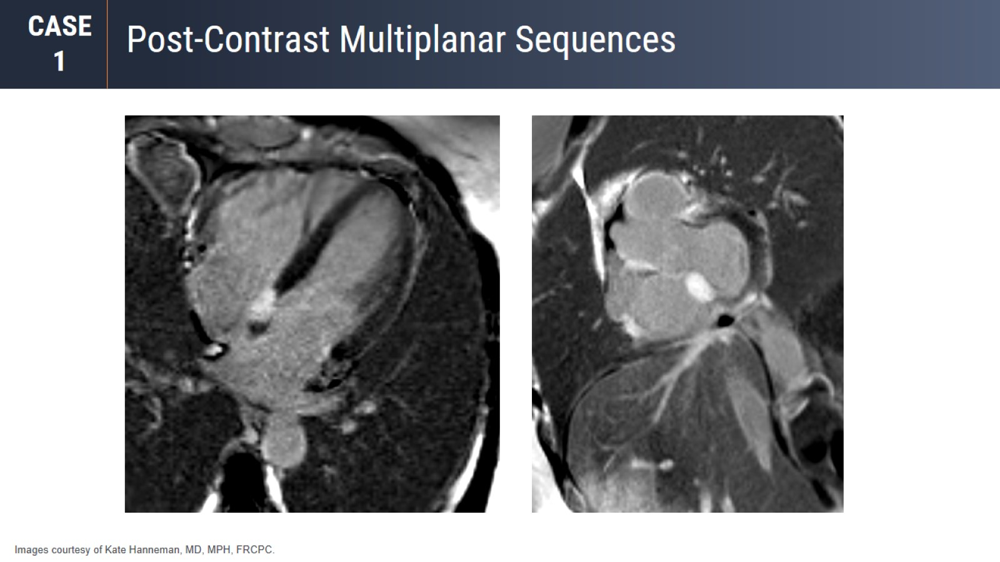 CASE
1
Post-Contrast Multiplanar Sequences
Images courtesy of Kate Hanneman, MD, MPH, FRCPC.